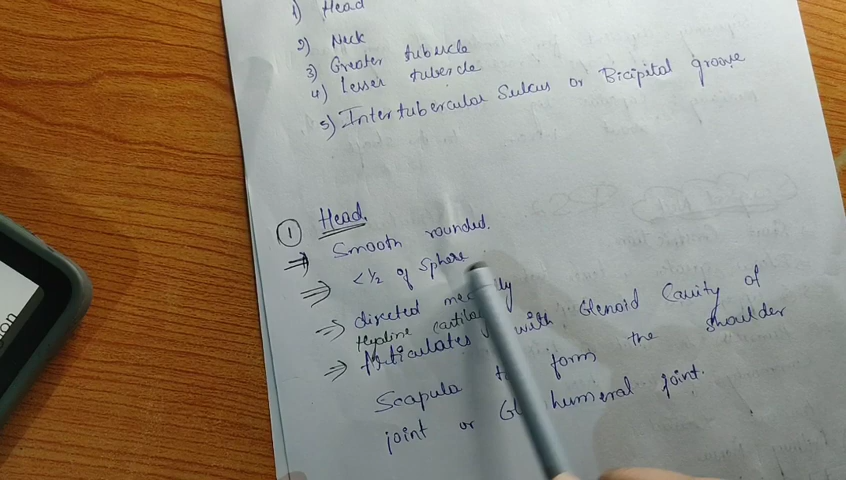 1) Head
2) Neck
3) Greater tubercle
4) Lesser tubercle
5) Intertubercular Sulcus or Bicipital groove
1 Head.
⇒ Smooth rounded.
⇒ < 1/2 of Sphere
⇒ directed
Hyaline
⇒ Articulates with Glenoid Cavity of
Scapula form the shoulder
joint or humeral joint.
on